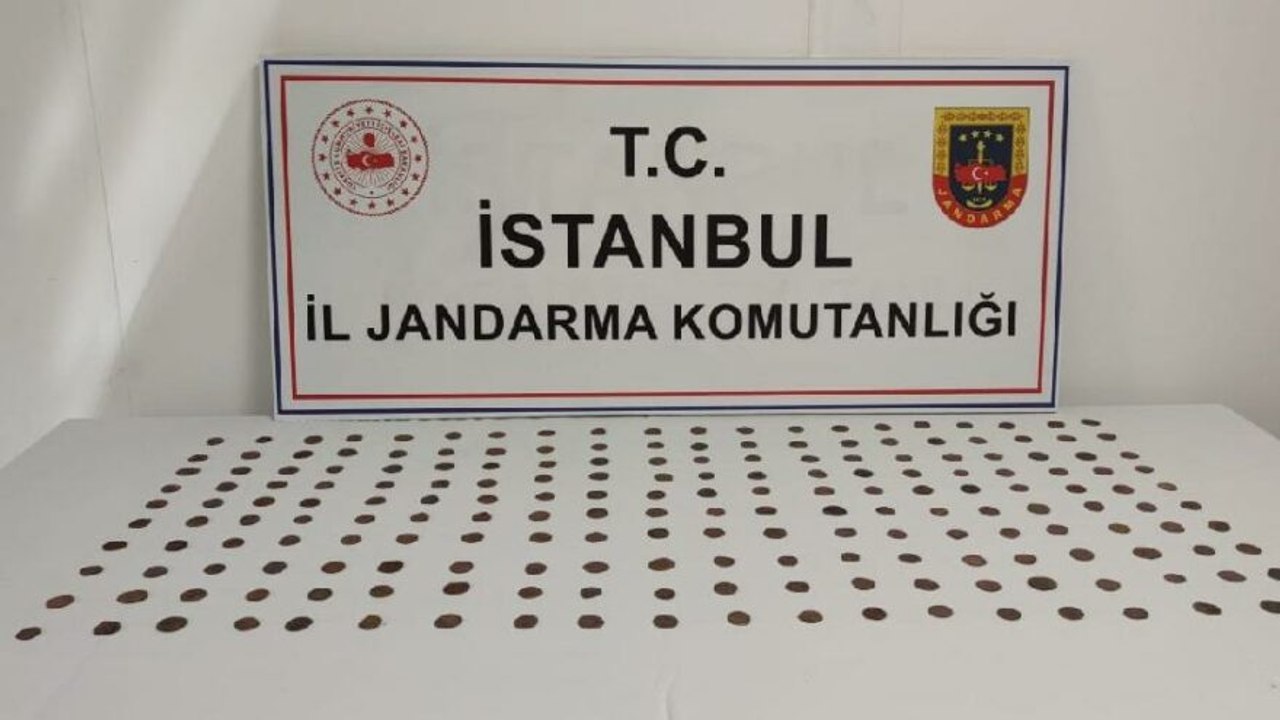 T.C.
İSTANBUL
İL JANDARMA KOMUTANLIĞI
JANDARMA